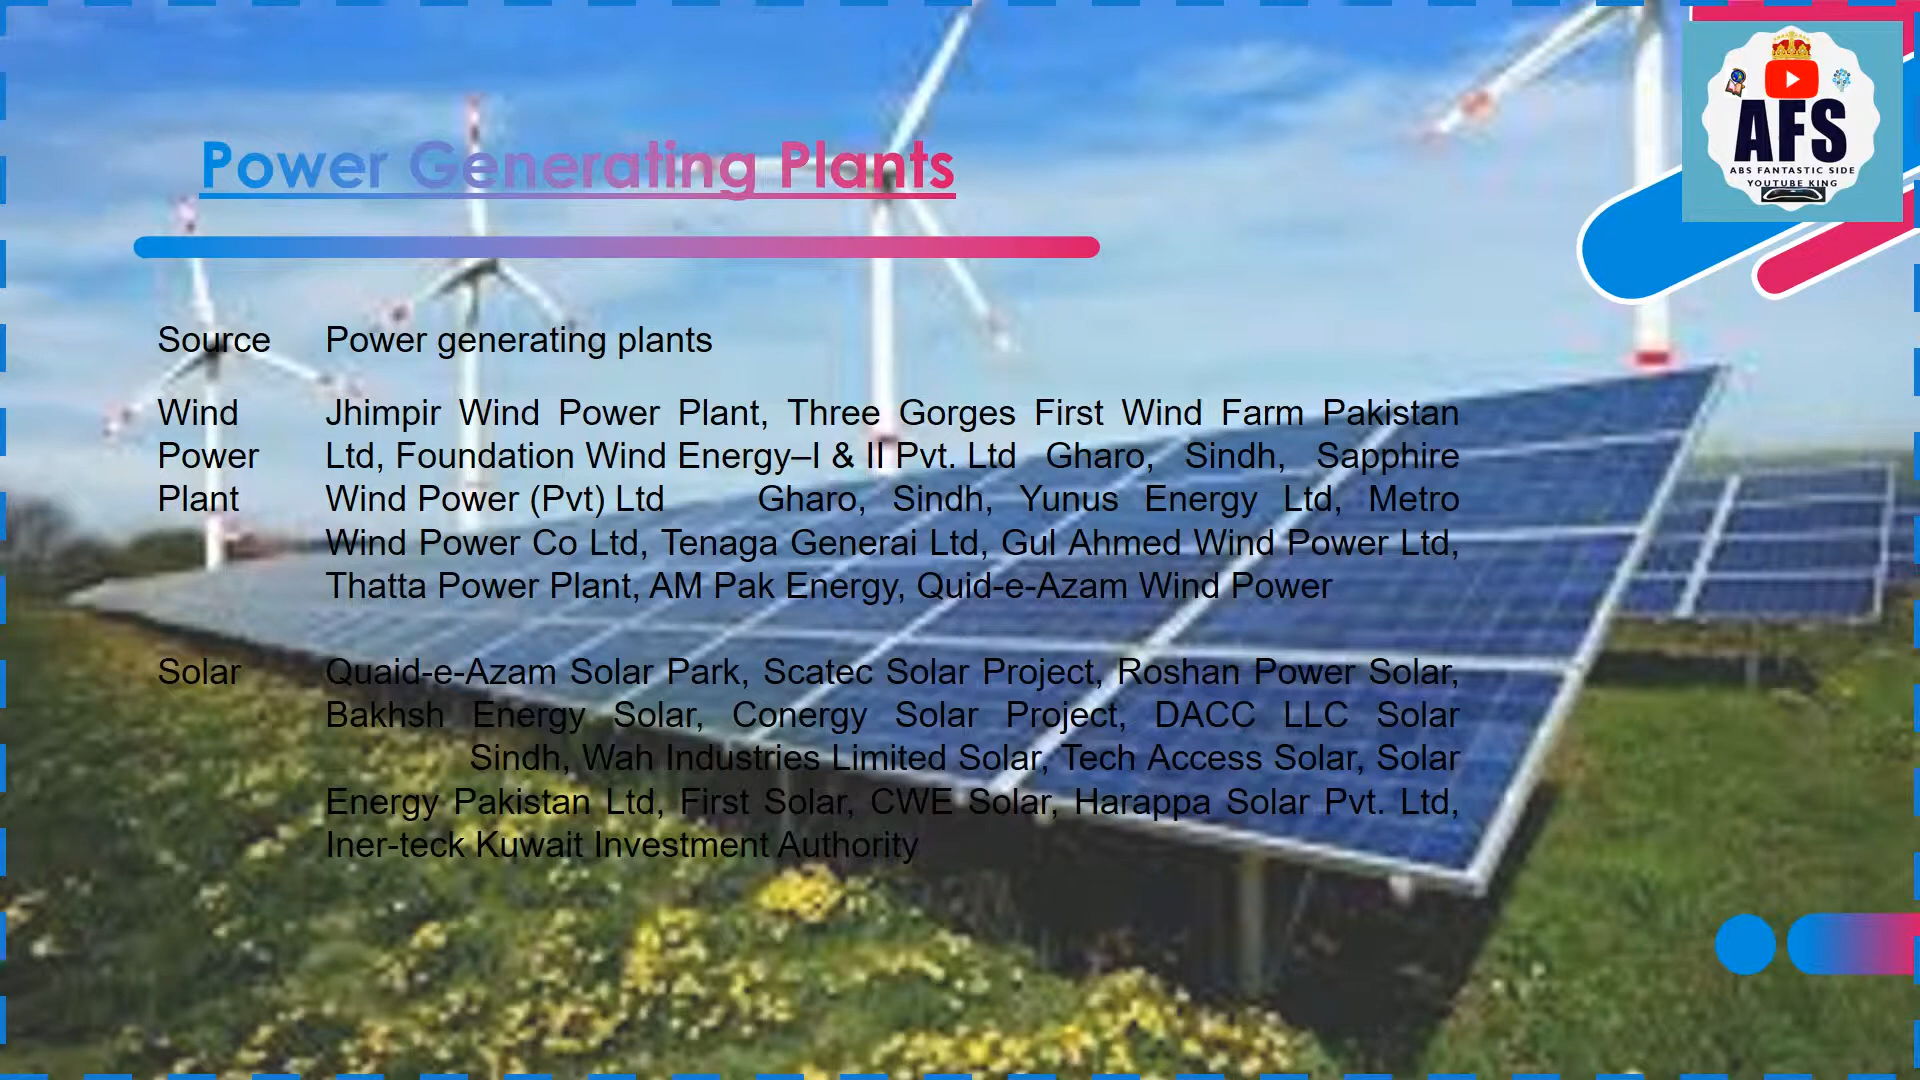 AFS
ABS FANTASTIC SIDE
YOUTUBE KING
Power Generating Plants
Source Power generating plants
Wind Jhimpir Wind Power Plant, Three Gorges First Wind Farm Pakistan
Power Ltd, Foundation Wind Energy–I & II Pvt. Ltd Gharo, Sindh, Sapphire
Plant Wind Power (Pvt) Ltd Gharo, Sindh, Yunus Energy Ltd, Metro
Wind Power Co Ltd, Tenaga Generai Ltd, Gul Ahmed Wind Power Ltd,
Thatta Power Plant, AM Pak Energy, Quid-e-Azam Wind Power
Solar Quaid-e-Azam Solar Park, Scatec Solar Project, Roshan Power Solar,
Bakhsh Energy Solar, Conergy Solar Project, DACC LLC Solar
Sindh, Wah Industries Limited Solar, Tech Access Solar, Solar
Energy Pakistan Ltd, First Solar, CWE Solar, Harappa Solar Pvt. Ltd,
Iner-teck Kuwait Investment Authority